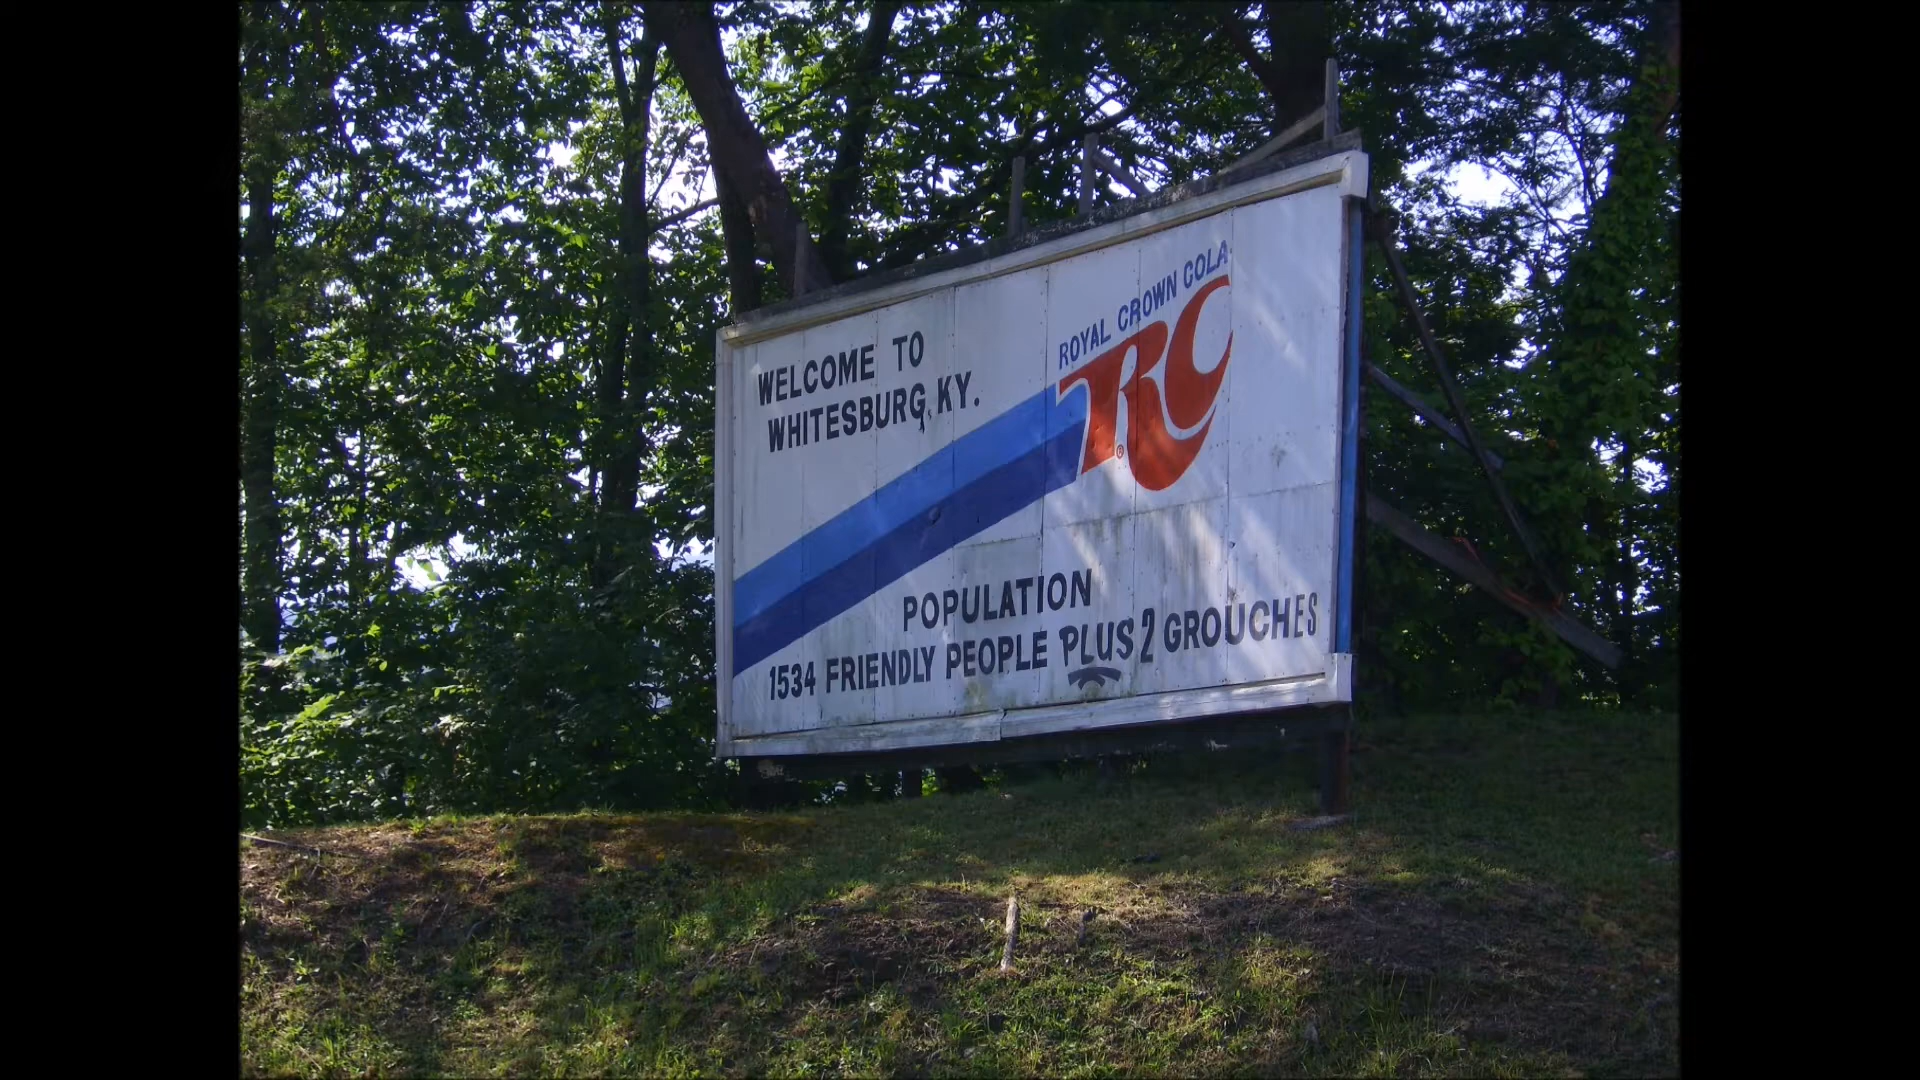 WELCOME TO
WHITESBURG, KY.
ROYAL CROWN COLA
RC
®
POPULATION
1534 FRIENDLY PEOPLE PLUS 2 GROUCHES